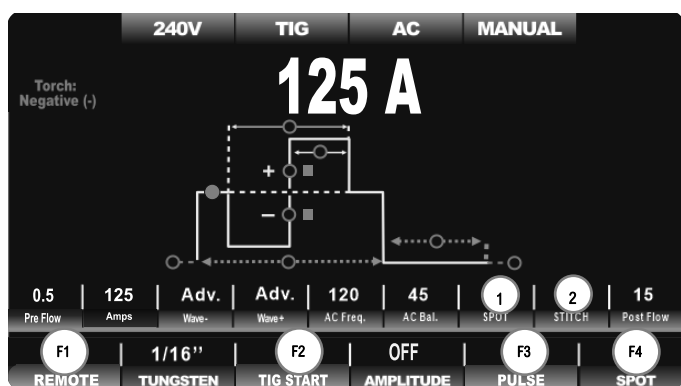 240V TIG AC MANUAL
125 A
Torch:
Negative (-)
+
−
0.5 125 Adv. Adv. 120 45 1 2 15
Pre Flow Amps Wave- Wave+ AC Freq. AC Bal. SPOT STITCH Post Flow
F1 1/16'' F2 OFF F3 F4
REMOTE TUNGSTEN TIG START AMPLITUDE PULSE SPOT